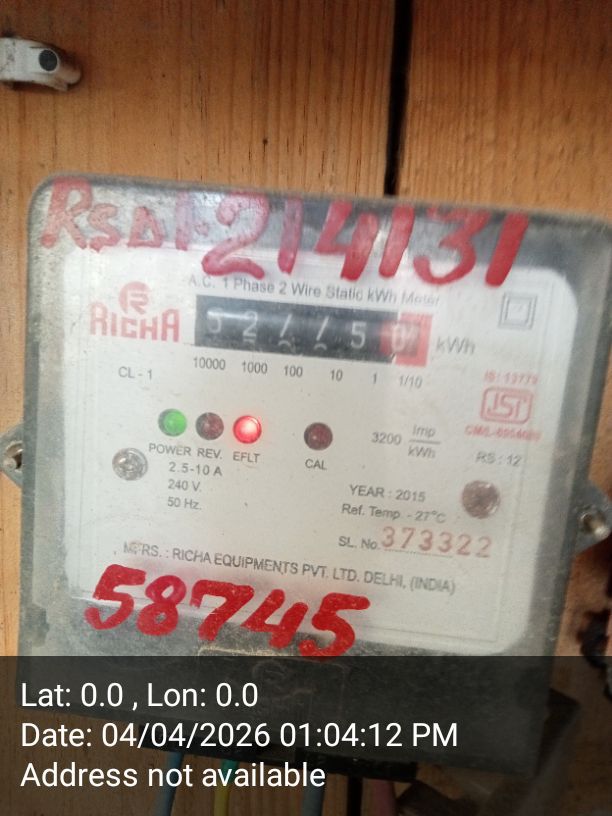 RSD1.214131
A.C. 1 Phase 2 Wire Static kWh Meter
RICHA
kWh
10000 1000 100 10 1 1/10
CL - 1
IS: 13779
ISI
3200 Imp/kWh
POWER REV. EFLT
CAL
RS: 12
2.5-10 A
240 V.
50 Hz.
YEAR : 2015
Ref. Temp. - 27°C
SL. No. 373322
MFRS. : RICHA EQUIPMENTS PVT. LTD. DELHI, (INDIA)
58745
Lat: 0.0 , Lon: 0.0
Date: 04/04/2026 01:04:12 PM
Address not available